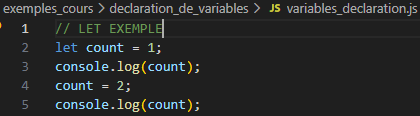 exemples_cours > declaration_de_variables > JS variables_declaration.js
1 // LET EXEMPLE
2 let count = 1;
3 console.log(count);
4 count = 2;
5 console.log(count);